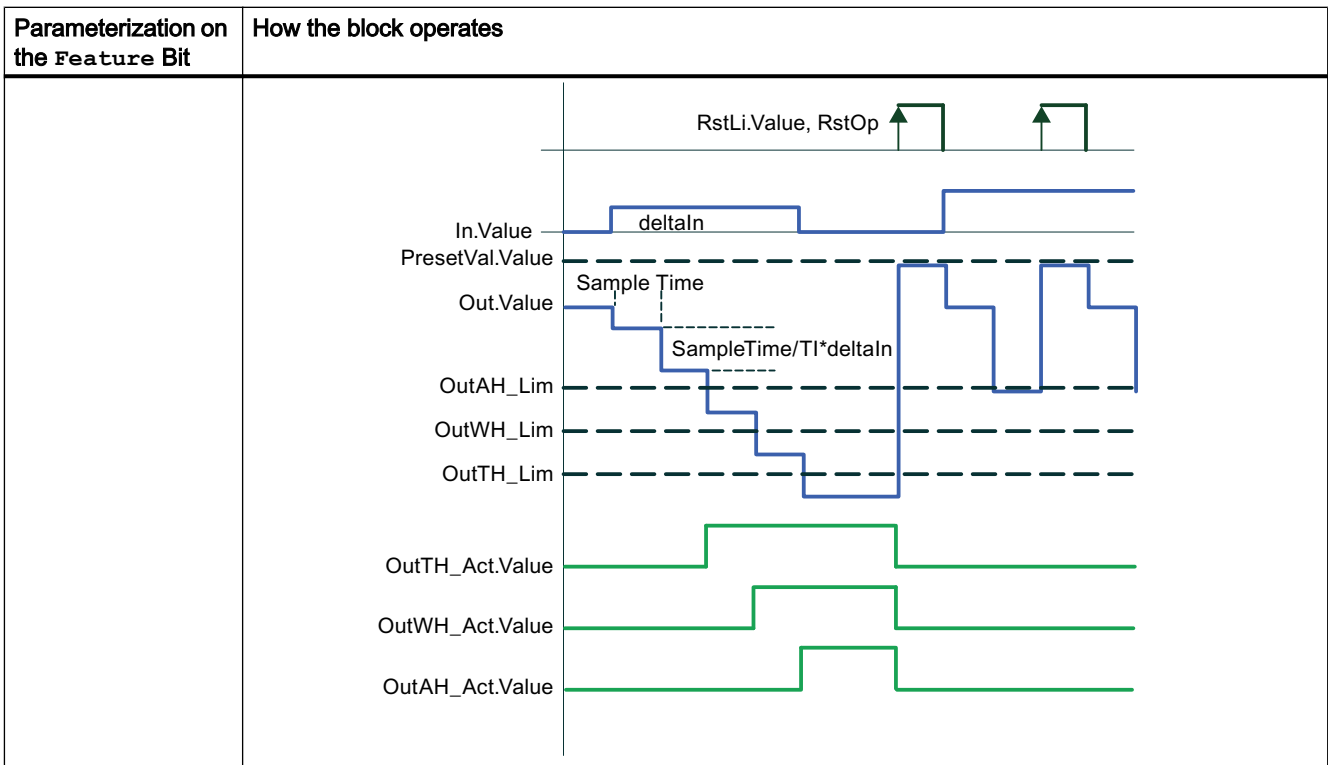 Parameterization on
the Feature Bit
How the block operates
RstLi.Value, RstOp
In.Value
deltaIn
PresetVal.Value
Sample Time
Out.Value
SampleTime/TI*deltaIn
OutAH_Lim
OutWH_Lim
OutTH_Lim
OutTH_Act.Value
OutWH_Act.Value
OutAH_Act.Value